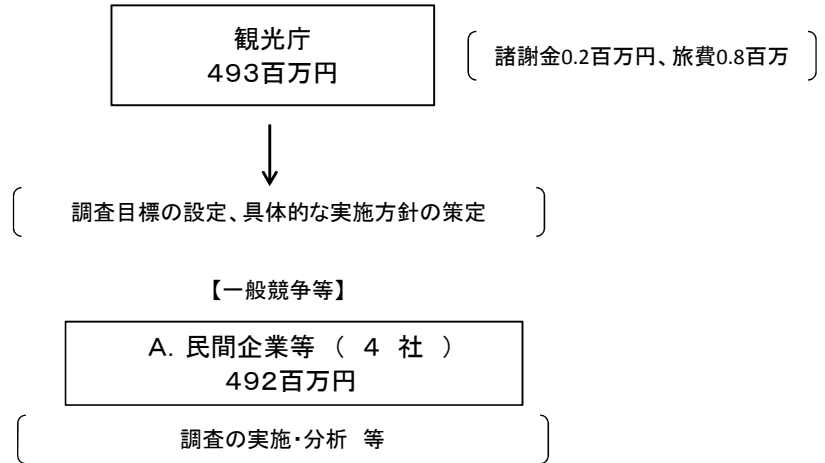 観光庁
493百万円
諸謝金0.2百万円、旅費0.8百万
調査目標の設定、具体的な実施方針の策定
【一般競争等】
A. 民間企業等 （ 4 社 ）
492百万円
調査の実施・分析 等